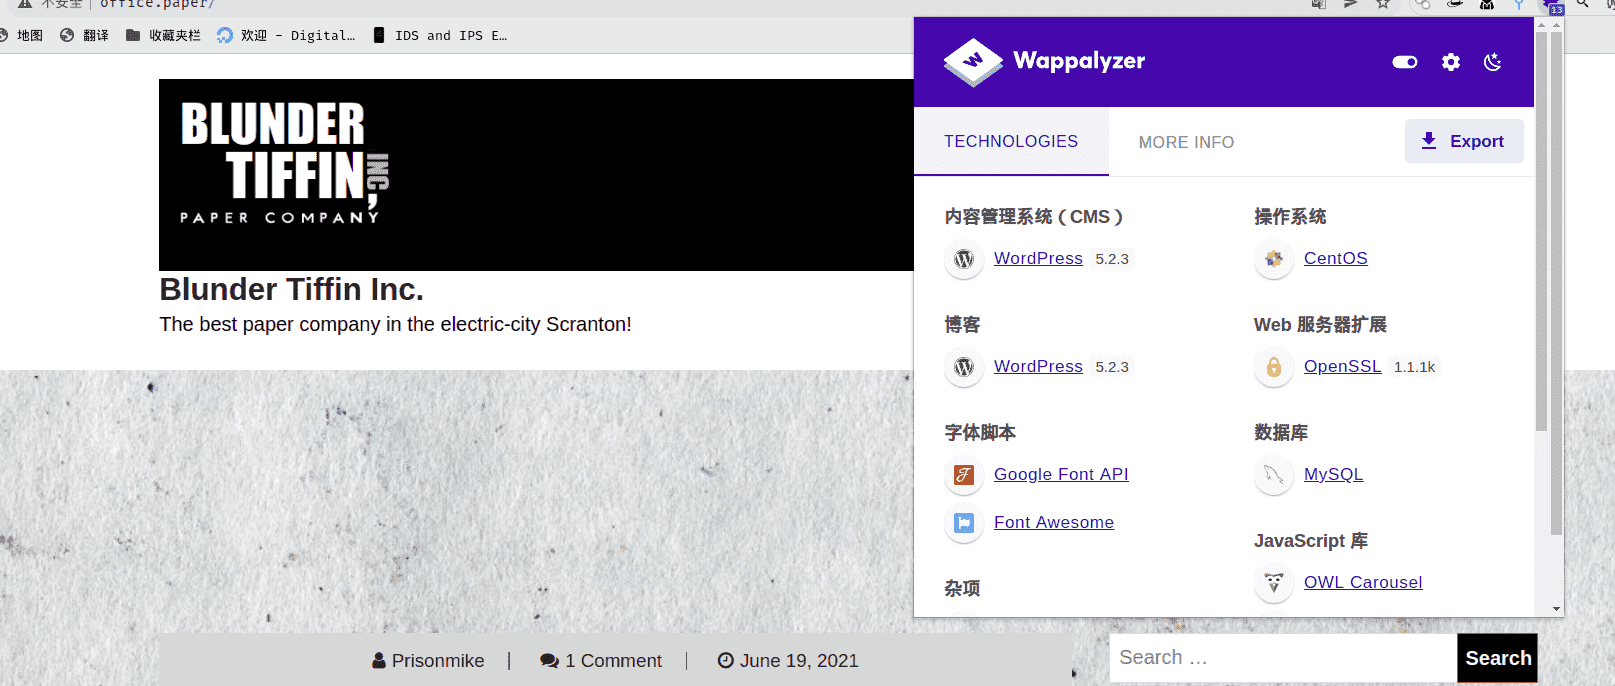 不安全 | office.paper/
地图 翻译 收藏夹栏 欢迎 - Digital… IDS and IPS E…
13
BLUNDER
TIFFIN,
INC
PAPER COMPANY
Blunder Tiffin Inc.
The best paper company in the electric-city Scranton!
Prisonmike | 1 Comment | June 19, 2021
Search …
Search
Wappalyzer
TECHNOLOGIES
MORE INFO
Export
内容管理系统（CMS）
WordPress 5.2.3
博客
WordPress 5.2.3
字体脚本
Google Font API
Font Awesome
杂项
操作系统
CentOS
Web 服务器扩展
OpenSSL 1.1.1k
数据库
MySQL
JavaScript 库
OWL Carousel